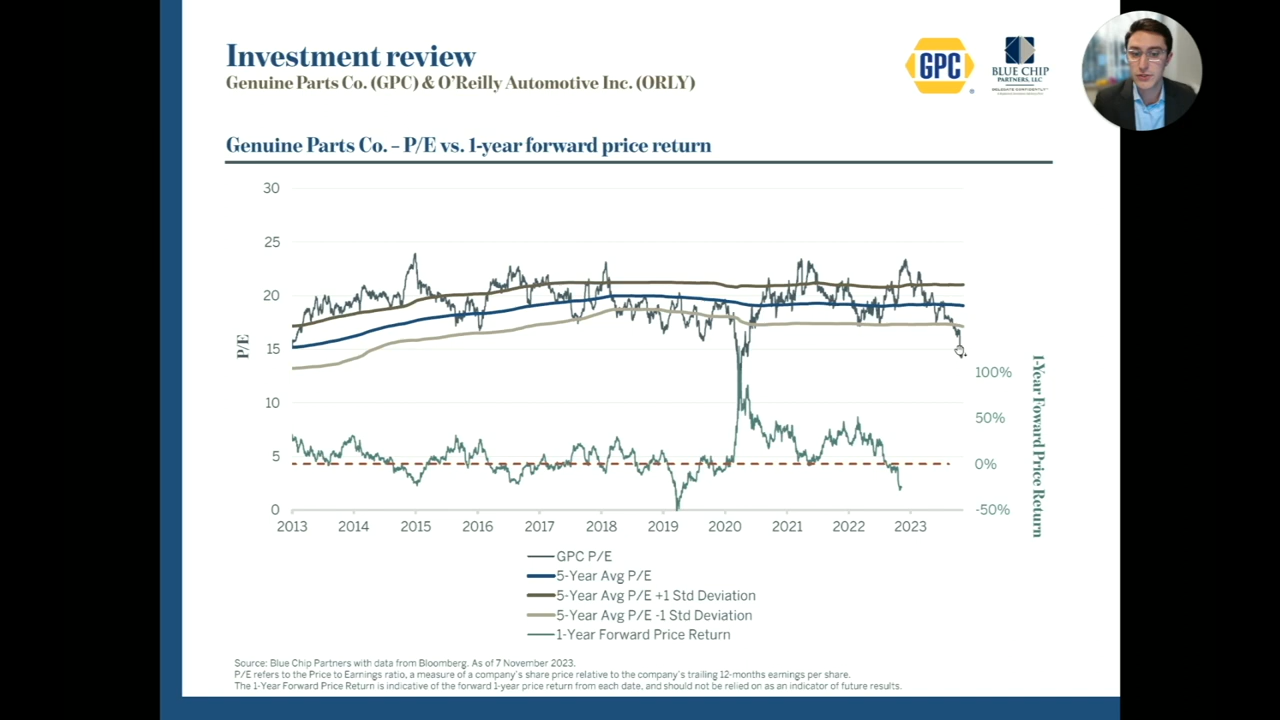 Investment review
Genuine Parts Co. (GPC) & O'Reilly Automotive Inc. (ORLY)
GPC
BLUE CHIP
PARTNERS, LLC
Genuine Parts Co. – P/E vs. 1-year forward price return
30
25
20
15
10
5
0
P/E
100%
50%
0%
-50%
1-Year Foward Price Return
2013 2014 2015 2016 2017 2018 2019 2020 2021 2022 2023
GPC P/E
5-Year Avg P/E
5-Year Avg P/E +1 Std Deviation
5-Year Avg P/E -1 Std Deviation
1-Year Forward Price Return
Source: Blue Chip Partners with data from Bloomberg. As of 7 November 2023.
P/E refers to the Price to Earnings ratio, a measure of a company's share price relative to the company's trailing 12-months earnings per share.
The 1-Year Forward Price Return is indicative of the forward 1-year price return from each date, and should not be relied on as an indicator of future results.